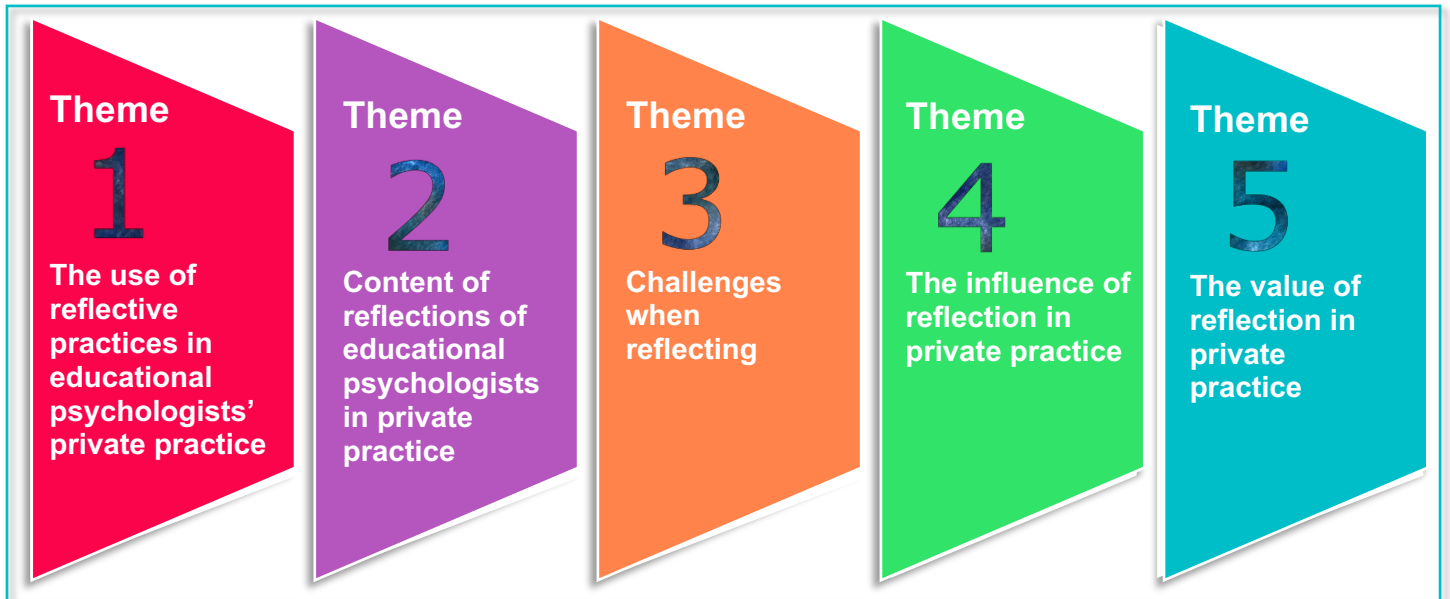 Theme
1
The use of
reflective
practices in
educational
psychologists’
private practice
Theme
2
Content of
reflections of
educational
psychologists
in private
practice
Theme
3
Challenges
when
reflecting
Theme
4
The influence of
reflection in
private practice
Theme
5
The value of
reflection in
private
practice